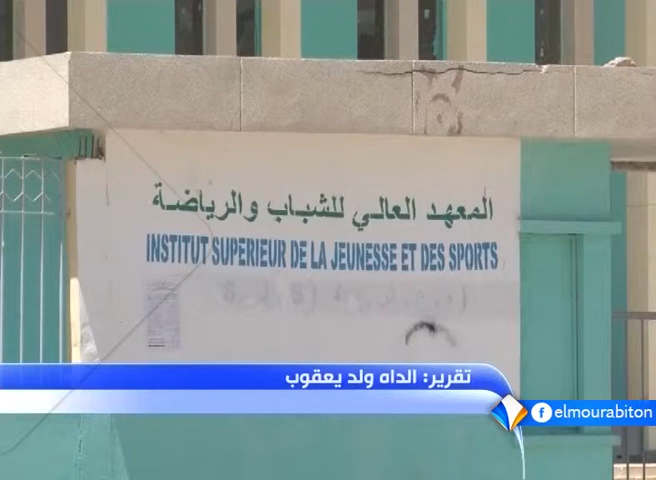 المعهد العالي للشباب والرياضة
INSTITUT SUPERIEUR DE LA JEUNESSE ET DES SPORTS
تقرير: الداه ولد يعقوب
elmourabiton